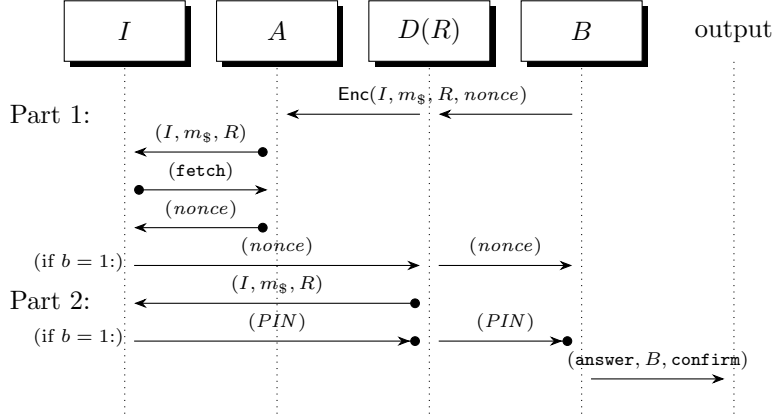 I A D(R) B output
Enc(I, m$, R, nonce)
Part 1:
(I, m$, R)
(fetch)
(nonce)
(if b = 1:) (nonce) (nonce)
Part 2: (I, m$, R)
(if b = 1:) (PIN) (PIN)
(answer, B, confirm)